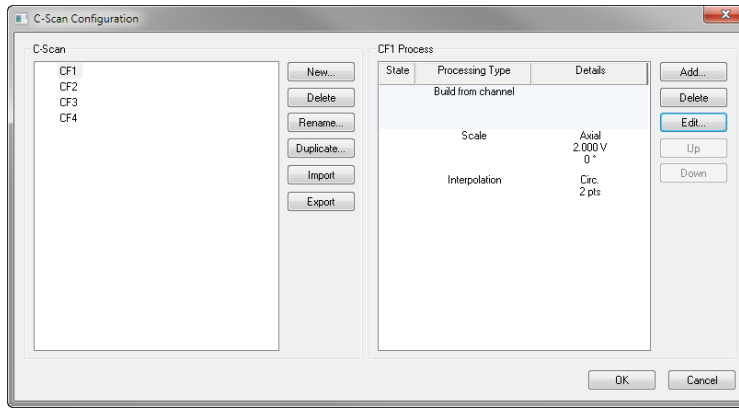 C-Scan Configuration
C-Scan
CF1
CF2
CF3
CF4
New...
Delete
Rename...
Duplicate...
Import
Export
CF1 Process
State Processing Type Details
Build from channel
Scale Axial
2.000 V
0 °
Interpolation Circ.
2 pts
Add...
Delete
Edit...
Up
Down
OK Cancel